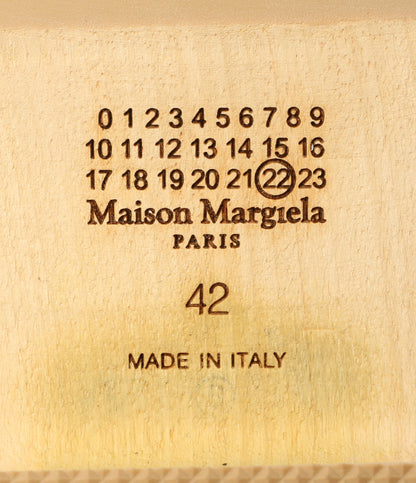 0 1 2 3 4 5 6 7 8 9
10 11 12 13 14 15 16
17 18 19 20 21 22 23
Maison Margiela
PARIS
42
MADE IN ITALY